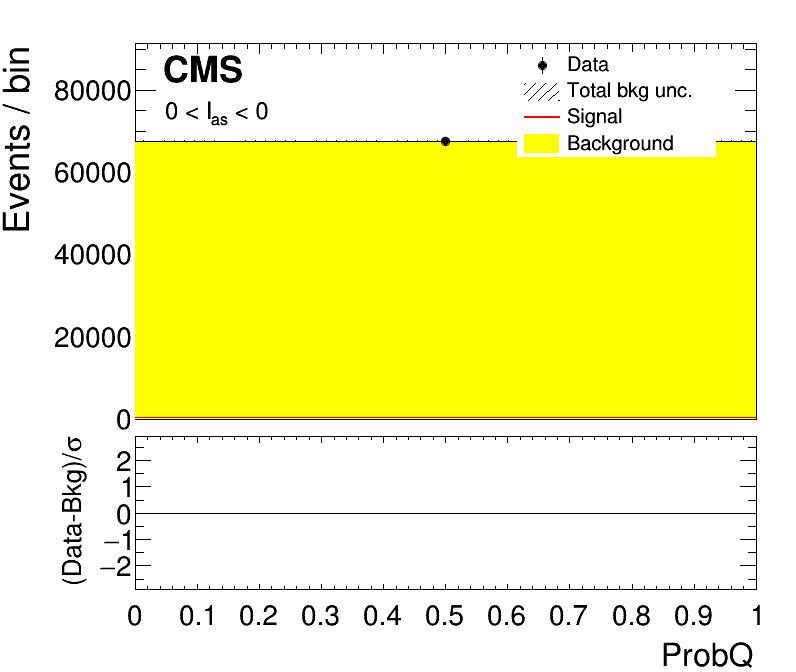 CMS
0 < I_as < 0
Data
Total bkg unc.
Signal
Background
Events / bin
80000
60000
40000
20000
0
(Data-Bkg)/σ
2
1
0
−1
−2
0 0.1 0.2 0.3 0.4 0.5 0.6 0.7 0.8 0.9 1
ProbQ